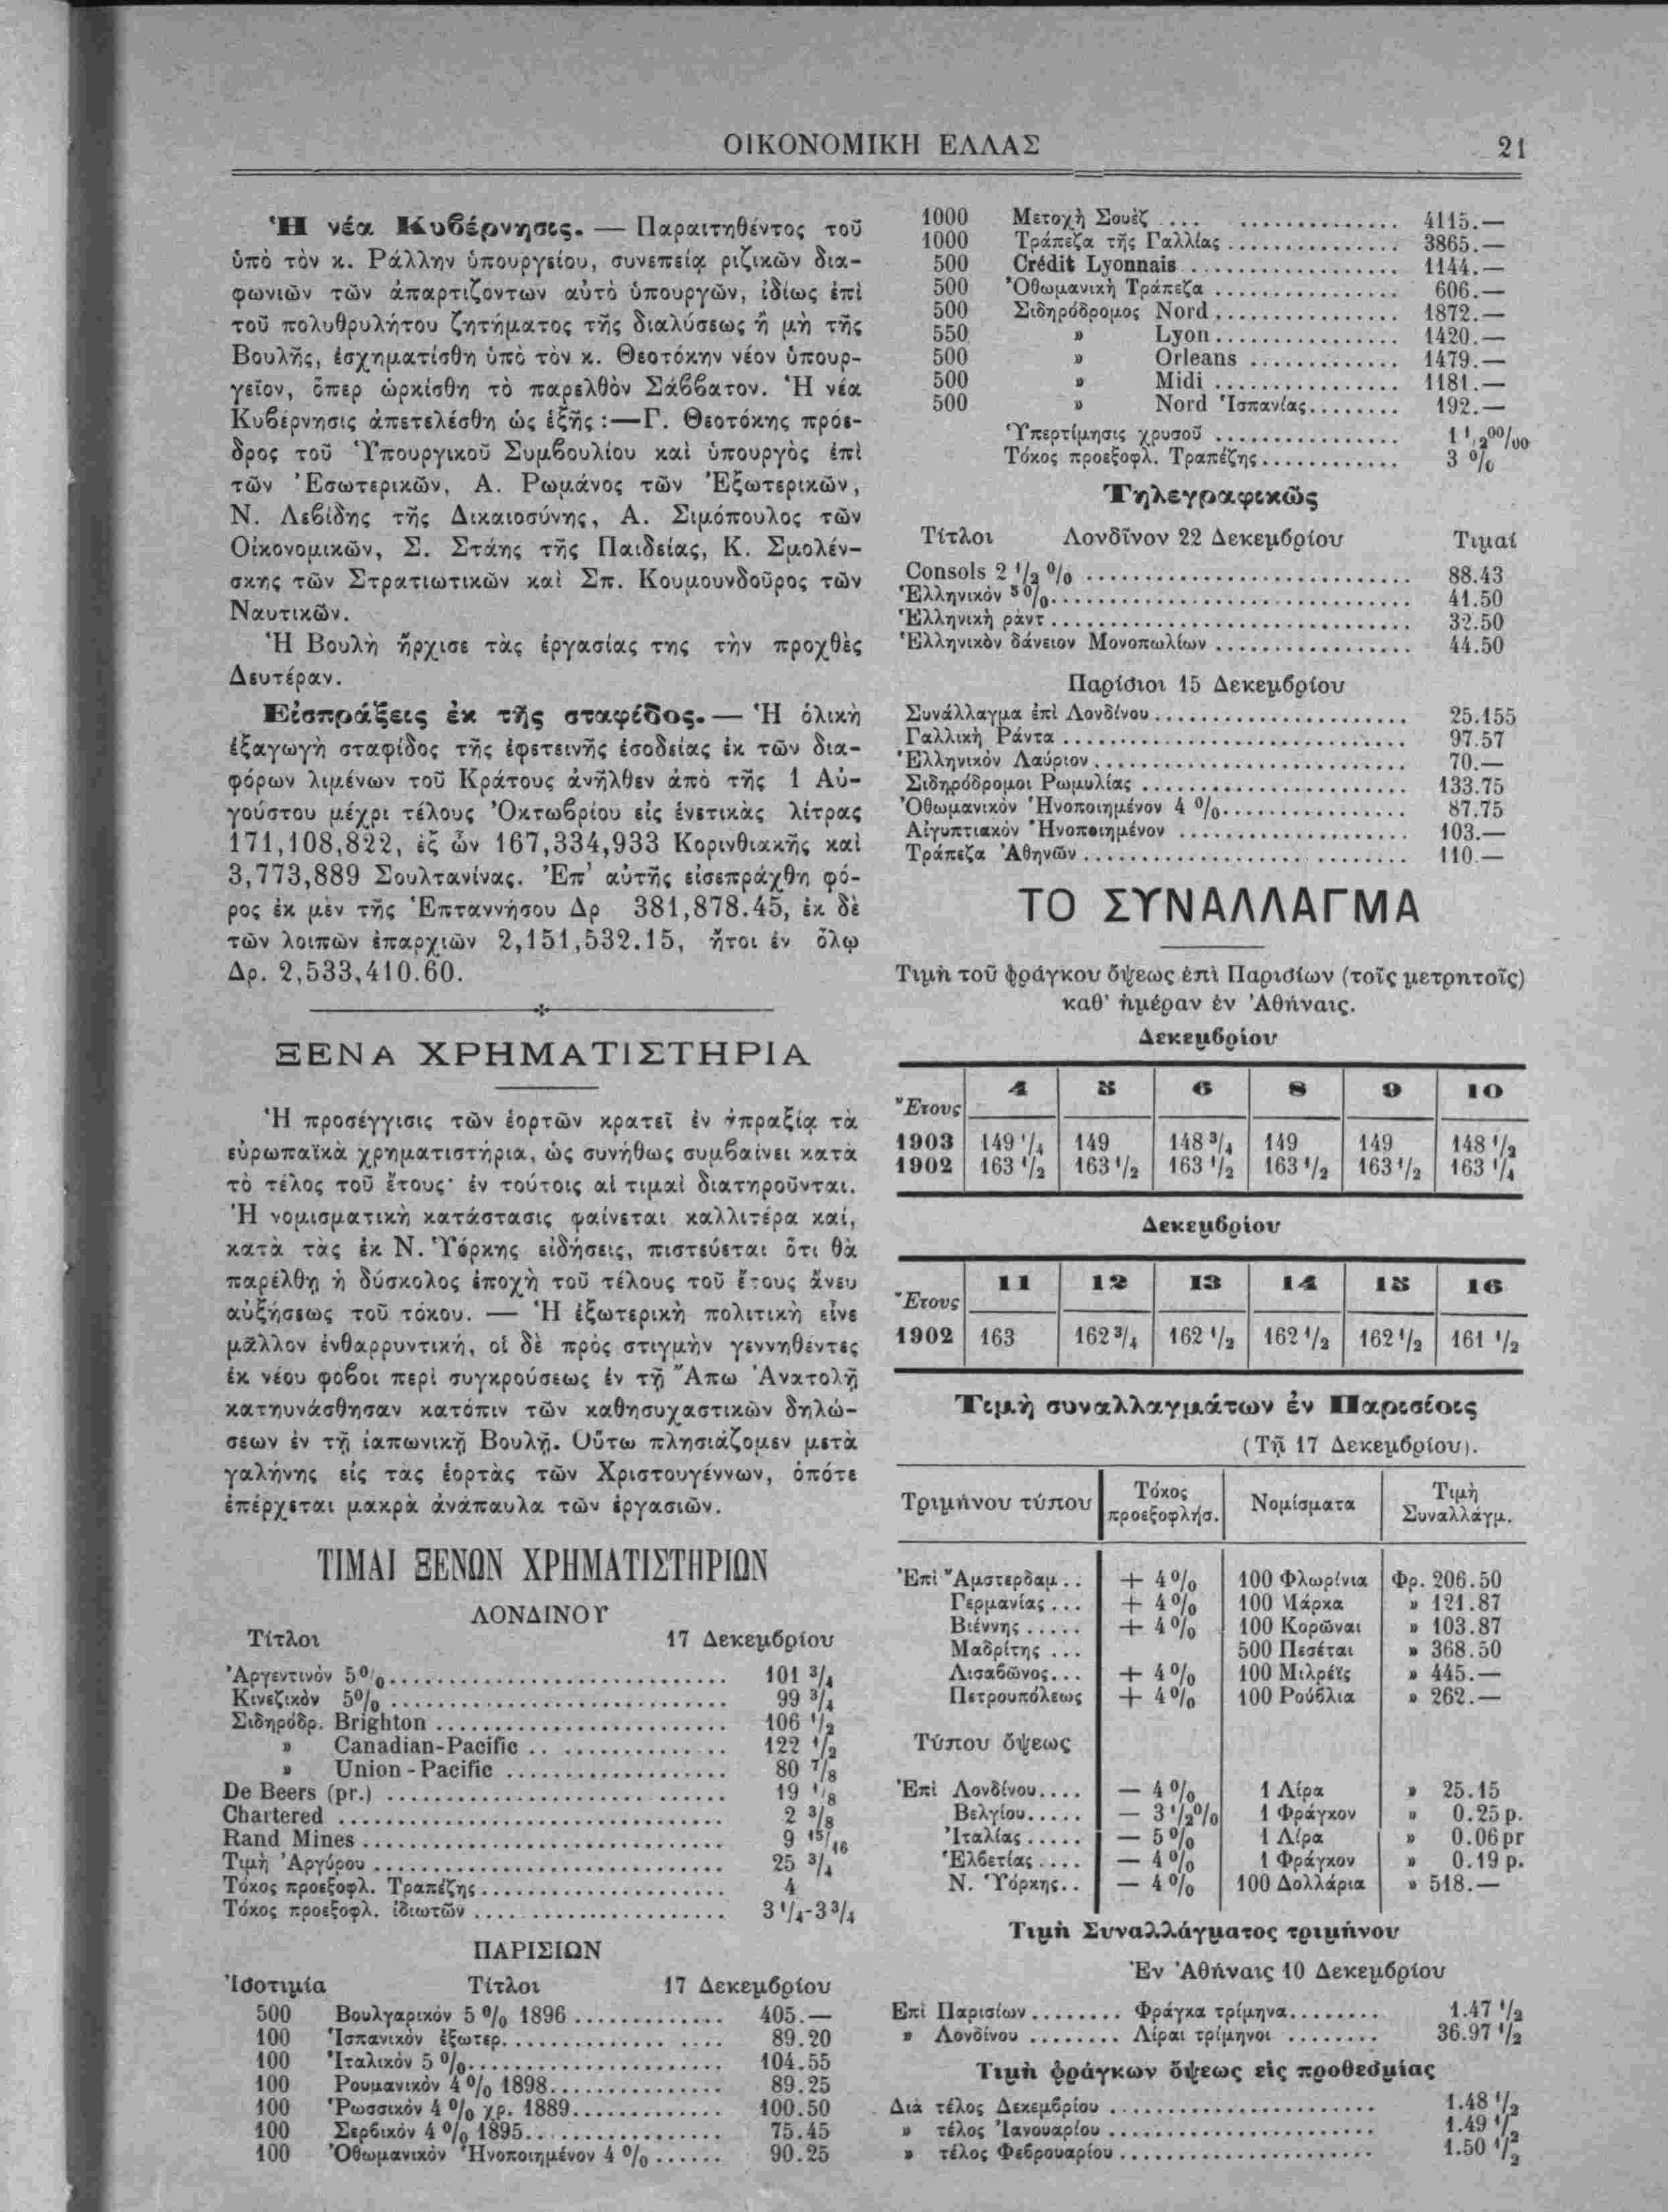 ΟΙΚΟΝΟΜΙΚΗ ΕΛΛΑΣ
21
Ἡ νέα Κυβέρνησις. — Παραιτηθέντος τοῦ
ὑπὸ τὸν κ. Ράλλην ὑπουργείου, συνεπείᾳ ριζικῶν δια-
φωνιῶν τῶν ἀπαρτιζοντων αὐτὸ ὑπουργῶν, ἰδίως ἐπὶ
τοῦ πολυθρυλήτου ζητήματος τῆς διαλύσεως ἢ μὴ τῆς
Βουλῆς, ἐσχηματίσθη ὑπὸ τὸν κ. Θεοτόκην νέον ὑπουρ-
γεῖον, ὅπερ ὡρκίσθη τὸ παρελθὸν Σάββατον. Ἡ νέα
Κυβέρνησις ἀπετελέσθη ὡς ἑξῆς :—Γ. Θεοτόκης πρόε-
δρος τοῦ Ὑπουργικοῦ Συμβουλίου καὶ ὑπουργὸς ἐπὶ
τῶν Ἐσωτερικῶν, Α. Ρωμάνος τῶν Ἐξωτερικῶν,
Ν. Λεβίδης τῆς Δικαιοσύνης, Α. Σιμόπουλος τῶν
Οἰκονομικῶν, Σ. Στάης τῆς Παιδείας, Κ. Σμολέν-
σκης τῶν Στρατιωτικῶν καὶ Σπ. Κουμουνδοῦρος τῶν
Ναυτικῶν.
Ἡ Βουλὴ ἤρχισε τὰς ἐργασίας της τὴν προχθὲς
Δευτέραν.
Εἰσπράξεις ἐκ τῆς σταφίδος. — Ἡ ὁλικὴ
ἐξαγωγὴ σταφίδος τῆς ἐφετεινῆς ἐσοδείας ἐκ τῶν δια-
φόρων λιμένων τοῦ Κράτους ἀνῆλθεν ἀπὸ τῆς 1 Αὐ-
γούστου μέχρι τέλους Ὀκτωβρίου εἰς ἑνετικὰς λίτρας
171,108,822, ἐξ ὧν 167,334,933 Κορινθιακῆς καὶ
3,773,889 Σουλτανίνας. Ἐπ’ αὐτῆς εἰσεπράχθη φό-
ρος ἐκ μὲν τῆς Ἑπταννήσου Δρ 381,878.45, ἐκ δὲ
τῶν λοιπῶν ἐπαρχιῶν 2,151,532.15, ἤτοι ἐν ὅλῳ
Δρ. 2,533,410.60.
ΞΕΝΑ ΧΡΗΜΑΤΙΣΤΗΡΙΑ
Ἡ προσέγγισις τῶν ἑορτῶν κρατεῖ ἐν ἀπραξίᾳ τὰ
εὐρωπαϊκὰ χρηματιστήρια, ὡς συνήθως συμβαίνει κατὰ
τὸ τέλος τοῦ ἔτους· ἐν τούτοις αἱ τιμαὶ διατηροῦνται.
Ἡ νομισματικὴ κατάστασις φαίνεται καλλιτέρα καί,
κατὰ τὰς ἐκ Ν. Ὑόρκης εἰδήσεις, πιστεύεται ὅτι θὰ
παρέλθῃ ἡ δύσκολος ἐποχὴ τοῦ τέλους τοῦ ἔτους ἄνευ
αὐξήσεως τοῦ τόκου. — Ἡ ἐξωτερικὴ πολιτικὴ εἶνε
μᾶλλον ἐνθαρρυντική, οἱ δὲ πρὸς στιγμὴν γεννηθέντες
ἐκ νέου φόβοι περὶ συγκρούσεως ἐν τῇ Ἄπω Ἀνατολῇ
κατηυνάσθησαν κατόπιν τῶν καθησυχαστικῶν δηλώ-
σεων ἐν τῇ ἰαπωνικῇ Βουλῇ. Οὕτω πλησιάζομεν μετὰ
γαλήνης εἰς τὰς ἑορτὰς τῶν Χριστουγέννων, ὁπότε
ἐπέρχεται μακρὰ ἀνάπαυλα τῶν ἐργασιῶν.
ΤΙΜΑΙ ΞΕΝΩΝ ΧΡΗΜΑΤΙΣΤΗΡΙΩΝ
ΛΟΝΔΙΝΟΥ
Τίτλοι 17 Δεκεμβρίου
Ἀργεντινὸν 5% .......... 101 3/4
Κινεζικὸν 5% .......... 99 3/4
Σιδηρόδρ. Brighton .......... 106 1/2
» Canadian-Pacific .......... 122 1/2
» Union - Pacific .......... 80 7/8
De Beers (pr.) .......... 19 1/8
Chartered .......... 2 3/8
Rand Mines .......... 9 15/16
Τιμὴ Ἀργύρου .......... 25 3/4
Τόκος προεξοφλ. Τραπέζης .......... 4
Τόκος προεξοφλ. ἰδιωτῶν .......... 3 1/4-3 3/4
ΠΑΡΙΣΙΩΝ
Ἰσοτιμία Τίτλοι 17 Δεκεμβρίου
500 Βουλγαρικόν 5 % 1896 .......... 405.—
100 Ἱσπανικὸν ἐξωτερ. .......... 89.20
100 Ἰταλικόν 5 % .......... 104.55
100 Ρουμανικὸν 4 % 1898 .......... 89.25
100 Ῥωσσικόν 4 % χρ. 1889 .......... 100.50
100 Σερβικόν 4 % 1895 .......... 75.45
100 Ὀθωμανικὸν Ἡνοποιημένον 4 % ...... 90.25
1000 Μετοχὴ Σουὲζ .......... 4115.—
1000 Τράπεζα τῆς Γαλλίας .......... 3865.—
500 Crédit Lyonnais .......... 1144.—
500 Ὀθωμανικὴ Τράπεζα .......... 606.—
500 Σιδηρόδρομος Nord .......... 1872.—
550 » Lyon .......... 1420.—
500 » Orleans .......... 1479.—
500 » Midi .......... 1181.—
500 » Nord Ἱσπανίας .......... 192.—
Ὑπερτίμησις χρυσοῦ .......... 1 1/2 00/00
Τόκος προεξοφλ. Τραπέζης .......... 3 %
Τηλεγραφικῶς
Τίτλοι Λονδῖνον 22 Δεκεμβρίου Τιμαί
Consols 2 1/2 % .......... 88.43
Ἑλληνικόν 5% .......... 41.50
Ἑλληνικὴ ρὰντ .......... 32.50
Ἑλληνικὸν δάνειον Μονοπωλίων .......... 44.50
Παρίσιοι 15 Δεκεμβρίου
Συνάλλαγμα ἐπὶ Λονδίνου .......... 25.155
Γαλλικὴ Ράντα .......... 97.57
Ἑλληνικόν Λαύριον .......... 70.—
Σιδηρόδρομοι Ρωμυλίας .......... 133.75
Ὀθωμανικὸν Ἡνοποιημένον 4 % .......... 87.75
Αἰγυπτιακὸν Ἡνοποιημένον .......... 103.—
Τράπεζα Ἀθηνῶν .......... 110.—
ΤΟ ΣΥΝΑΛΛΑΓΜΑ
Τιμὴ τοῦ φράγκου ὄψεως ἐπὶ Παρισίων (τοῖς μετρητοῖς)
καθ’ ἡμέραν ἐν Ἀθήναις.
Δεκεμβρίου
Ἔτους 4 5 6 8 9 10
1903 149 1/4 149 148 3/4 149 149 148 1/2
1902 163 1/2 163 1/2 163 1/2 163 1/2 163 1/2 163 1/4
Δεκεμβρίου
Ἔτους 11 12 13 14 15 16
1902 163 162 3/4 162 1/2 162 1/2 162 1/2 161 1/2
Τιμὴ συναλλαγμάτων ἐν Παρισίοις
(Τῇ 17 Δεκεμβρίου).
Τριμήνου τύπου Τόκος προεξοφλήσ. Νομίσματα Τιμὴ Συναλλάγμ.
Ἐπὶ Ἄμστερδαμ .. + 4% 100 Φλωρίνια Φρ. 206.50
Γερμανίας ... + 4% 100 Μάρκα » 121.87
Βιέννης ..... + 4% 100 Κορῶναι » 103.87
Μαδρίτης ... 500 Πεσέται » 368.50
Λισαβῶνος ... + 4% 100 Μιλρέϊς » 445.—
Πετρουπόλεως + 4% 100 Ρούβλια » 262.—
Τύπου ὄψεως
Ἐπὶ Λονδίνου .... — 4% 1 Λίρα » 25.15
Βελγίου ..... — 3 1/2% 1 Φράγκον » 0.25 p.
Ἰταλίας ..... — 5% 1 Λίρα » 0.06 pr
Ἑλβετίας .... — 4% 1 Φράγκον » 0.19 p.
Ν. Ὑόρκης .. — 4% 100 Δολλάρια » 518.—
Τιμὴ Συναλλάγματος τριμήνου
Ἐν Ἀθήναις 10 Δεκεμβρίου
Επὶ Παρισίων ........ Φράγκα τρίμηνα ........ 1.47 1/2
» Λονδίνου ........ Λίραι τρίμηνοι ........ 36.97 1/2
Τιμὴ φράγκων ὄψεως εἰς προθεσμίας
Διὰ τέλος Δεκεμβρίου .......... 1.48 1/2
» τέλος Ἰανουαρίου .......... 1.49 1/2
» τέλος Φεβρουαρίου .......... 1.50 1/2